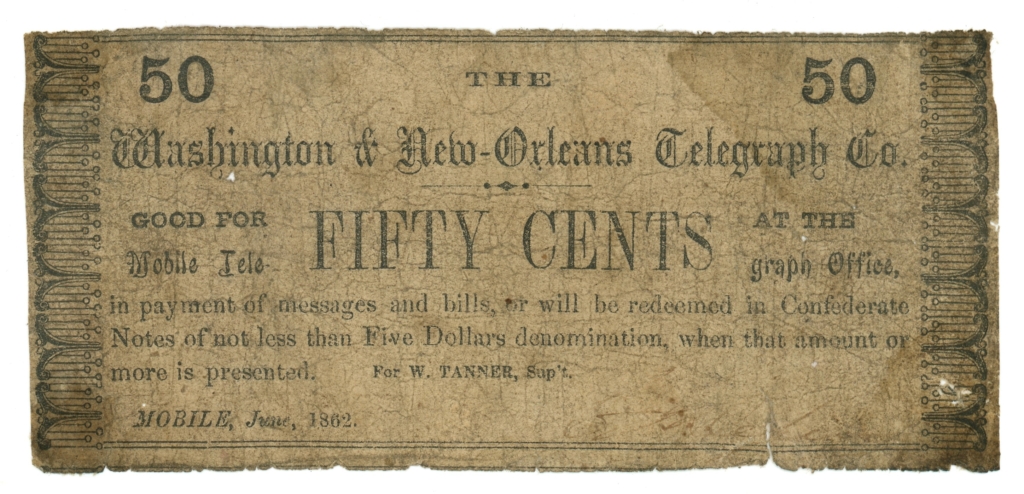 50 THE 50
Washington & New-Orleans Telegraph Co.
GOOD FOR FIFTY CENTS AT THE
Mobile Tele- graph Office,
in payment of messages and bills, or will be redeemed in Confederate
Notes of not less than Five Dollars denomination, when that amount or
more is presented. For W. TANNER, Sup't.
MOBILE, June, 1862.